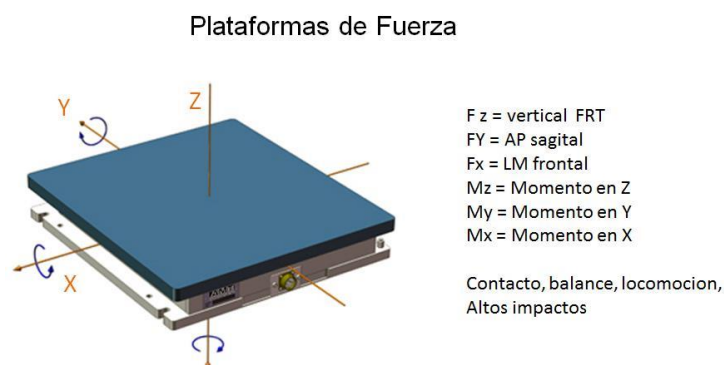 Plataformas de Fuerza
Z
Y
X
AMTI
F z = vertical FRT
FY = AP sagital
Fx = LM frontal
Mz = Momento en Z
My = Momento en Y
Mx = Momento en X
Contacto, balance, locomocion,
Altos impactos